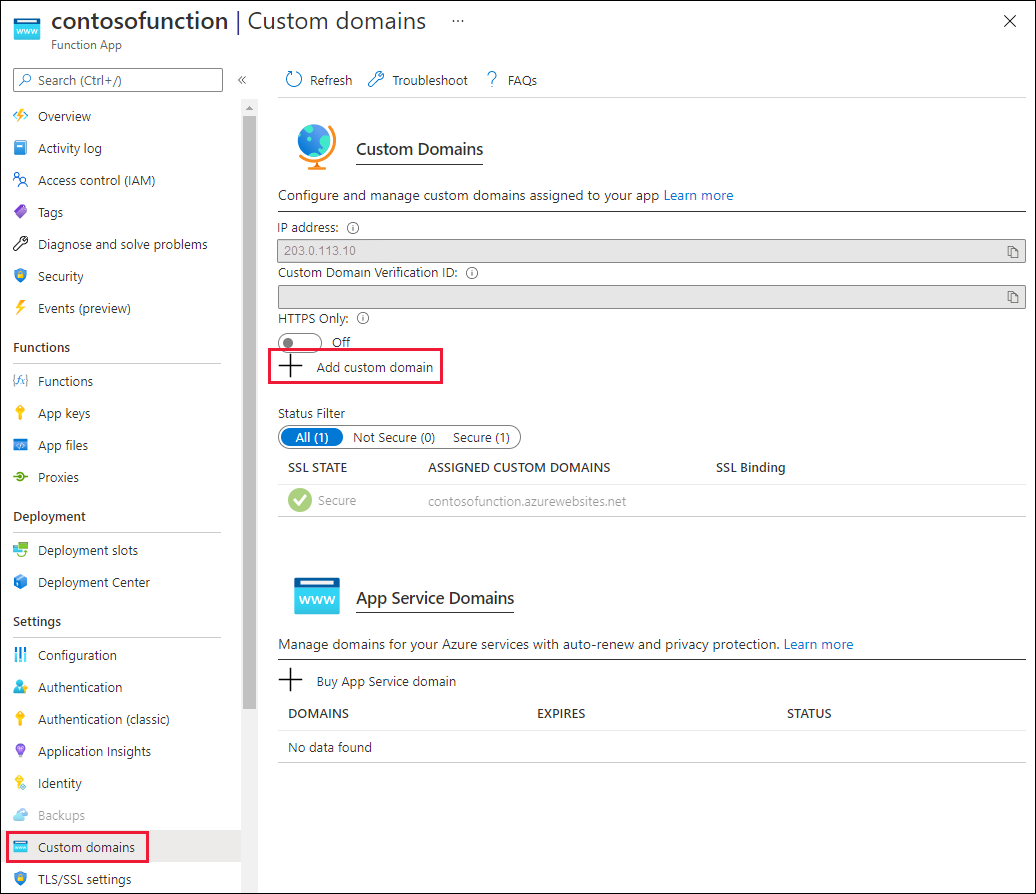 contosofunction | Custom domains ...
Function App
Search (Ctrl+/)
«
Overview
Activity log
Access control (IAM)
Tags
Diagnose and solve problems
Security
Events (preview)
Functions
Functions
App keys
App files
Proxies
Deployment
Deployment slots
Deployment Center
Settings
Configuration
Authentication
Authentication (classic)
Application Insights
Identity
Backups
Custom domains
TLS/SSL settings
Refresh Troubleshoot ? FAQs
Custom Domains
Configure and manage custom domains assigned to your app Learn more
IP address:
203.0.113.10
Custom Domain Verification ID:
HTTPS Only:
Off
Add custom domain
Status Filter
All (1) Not Secure (0) Secure (1)
SSL STATE ASSIGNED CUSTOM DOMAINS SSL Binding
Secure contosofunction.azurewebsites.net
www App Service Domains
Manage domains for your Azure services with auto-renew and privacy protection. Learn more
Buy App Service domain
DOMAINS EXPIRES STATUS
No data found